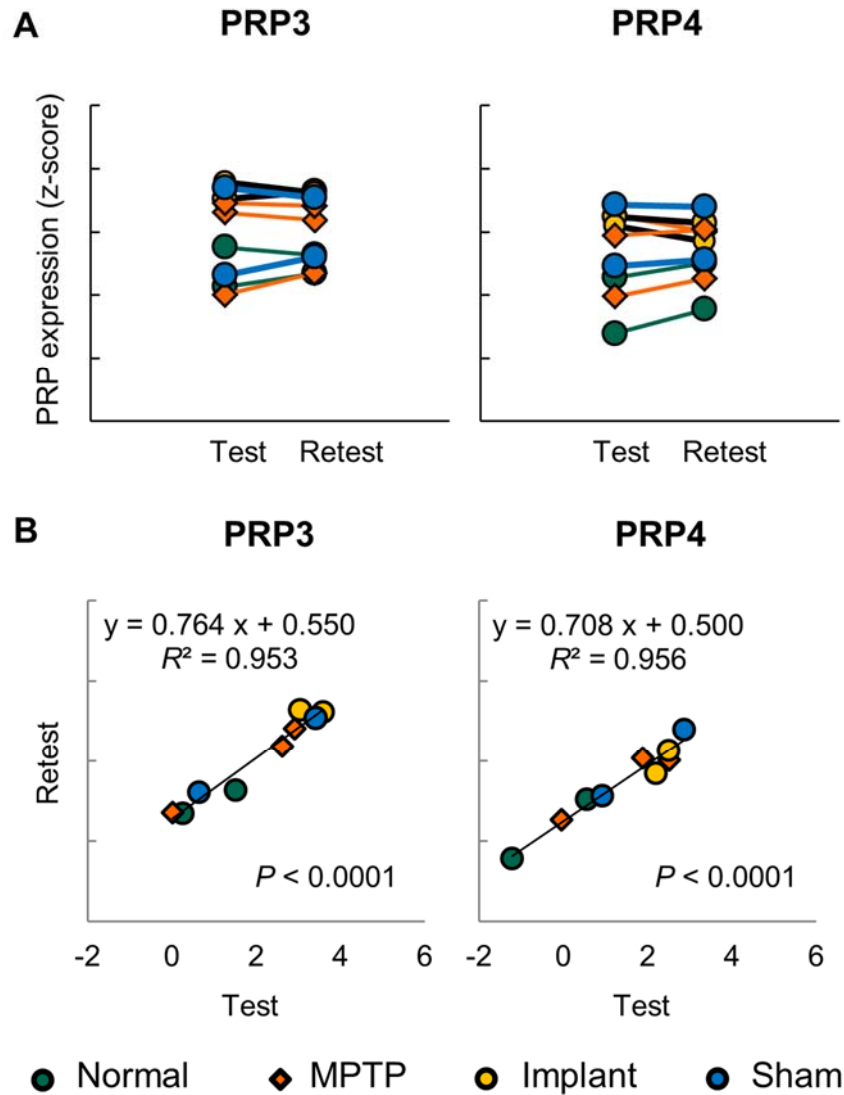 A
PRP3
PRP4
PRP expression (z-score)
Test Retest
Test Retest
B
PRP3
PRP4
y = 0.764 x + 0.550
R² = 0.953
y = 0.708 x + 0.500
R² = 0.956
Retest
P < 0.0001
P < 0.0001
-2 0 2 4 6
-2 0 2 4 6
Test
Test
Normal MPTP Implant Sham